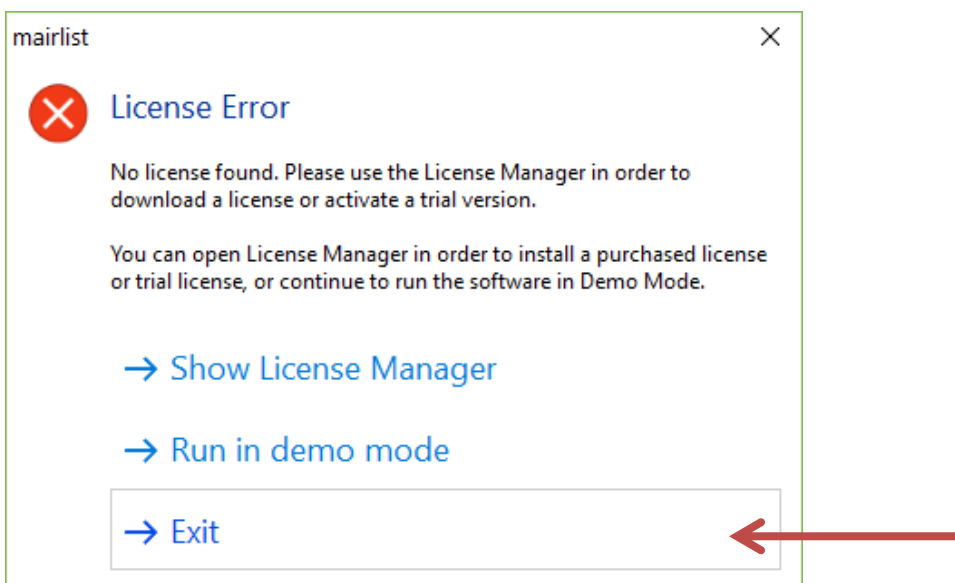 mairlist
License Error
No license found. Please use the License Manager in order to
download a license or activate a trial version.
You can open License Manager in order to install a purchased license
or trial license, or continue to run the software in Demo Mode.
Show License Manager
Run in demo mode
Exit